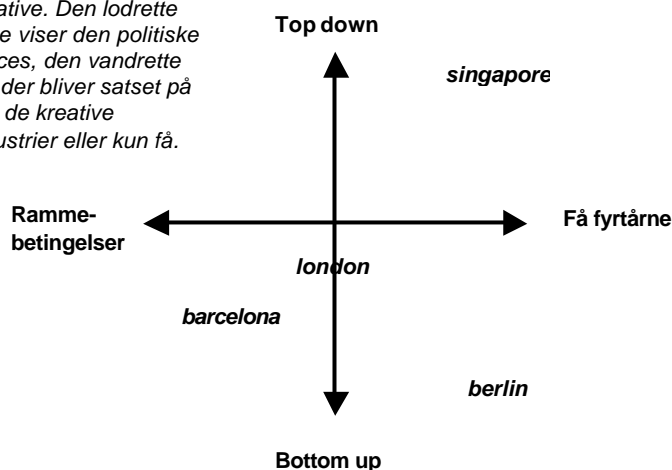 ative. Den lodrette
e viser den politiske
ces, den vandrette
der bliver satset på
de kreative
ustrier eller kun få.
Top down
singapore
Ramme-
betingelser
Få fyrtårne
london
barcelona
berlin
Bottom up